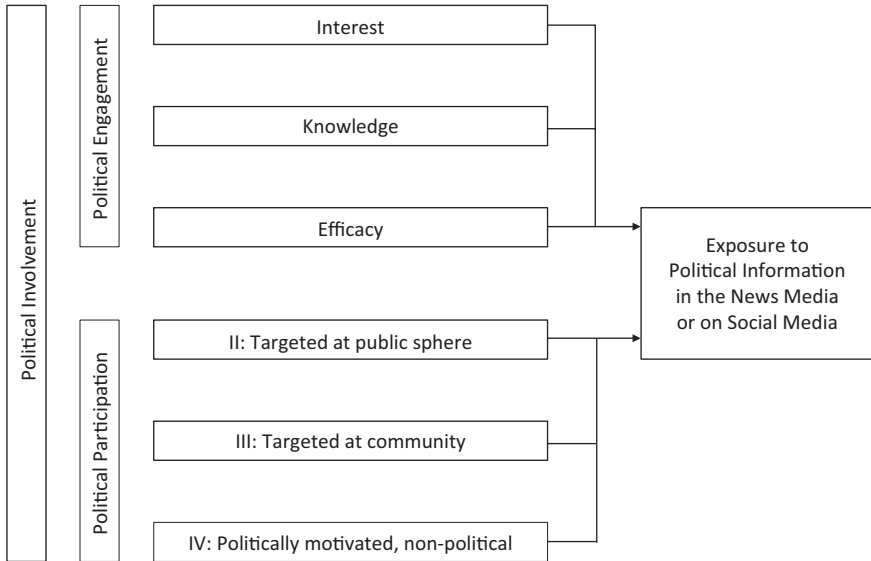 Political Involvement
Political Engagement
Interest
Knowledge
Efficacy
Political Participation
II: Targeted at public sphere
III: Targeted at community
IV: Politically motivated, non-political
Exposure to
Political Information
in the News Media
or on Social Media